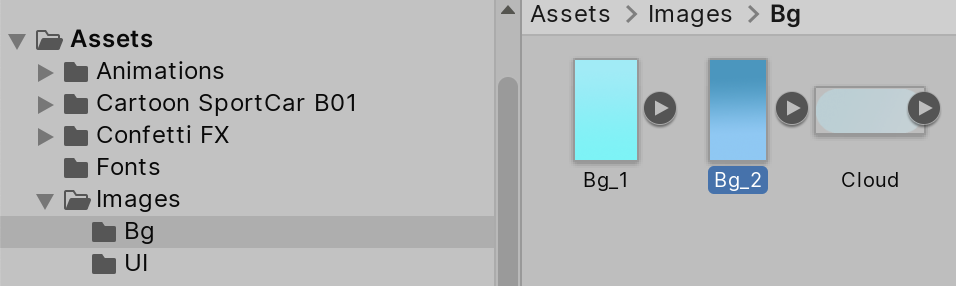 Assets
Animations
Cartoon SportCar B01
Confetti FX
Fonts
Images
Bg
UI
Assets > Images > Bg
Bg_1
Bg_2
Cloud